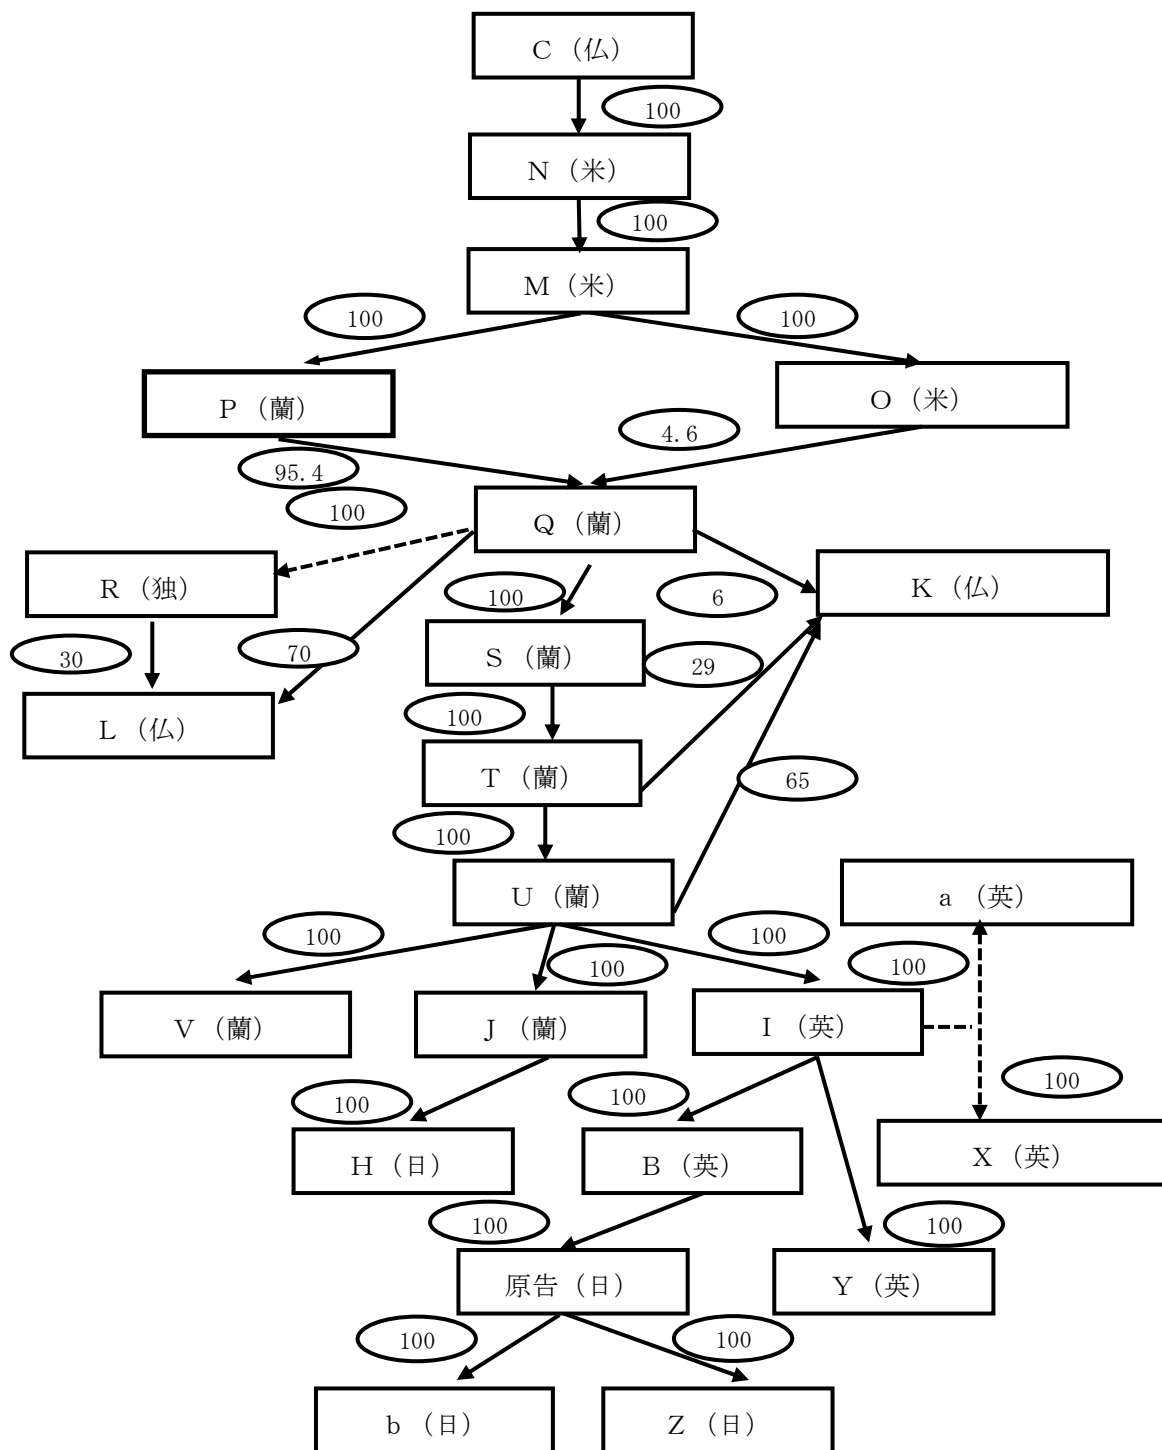 C（仏）
100
N（米）
100
M（米）
100
100
P（蘭）
O（米）
4.6
95.4
100
Q（蘭）
R（独）
100
6
K（仏）
30
70
S（蘭）
29
L（仏）
100
T（蘭）
65
100
U（蘭）
a（英）
100
100
100
100
V（蘭）
J（蘭）
I（英）
100
100
100
H（日）
B（英）
X（英）
100
100
原告（日）
Y（英）
100
100
b（日）
Z（日）